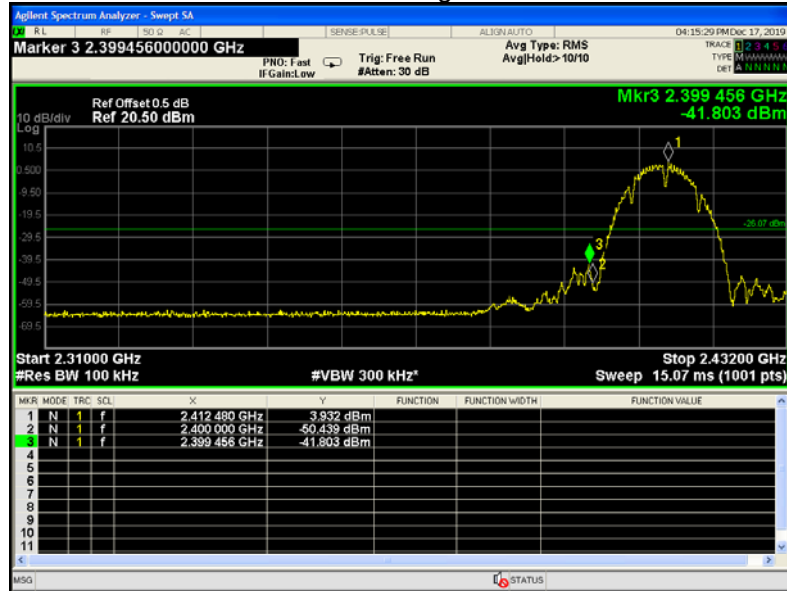 Agilent Spectrum Analyzer - Swept SA
RL RF 50 Ω AC SENSE:PULSE ALIGNAUTO 04:15:29 PM Dec 17, 2019
Marker 3 2.399456000000 GHz
PNO: Fast
IFGain:Low
Trig: Free Run
#Atten: 30 dB
Avg Type: RMS
Avg|Hold:>10/10
TRACE 1 2 3 4 5
TYPE M
DET A N N N N
Ref Offset 0.5 dB
10 dB/div Ref 20.50 dBm
Log
Mkr3 2.399 456 GHz
-41.803 dBm
10.5
0.500
-9.50
-19.5
-29.5
-39.5
-49.5
-59.5
-69.5
1
-26.07 dBm
3
2
Start 2.31000 GHz Stop 2.43200 GHz
#Res BW 100 kHz #VBW 300 kHz* Sweep 15.07 ms (1001 pts)
MKR MODE TRC SCL X Y FUNCTION FUNCTION WIDTH FUNCTION VALUE
1 N 1 f 2.412 480 GHz 3.932 dBm
2 N 1 f 2.400 000 GHz -50.439 dBm
3 N 1 f 2.399 456 GHz -41.803 dBm
4
5
6
7
8
9
10
11
MSG STATUS